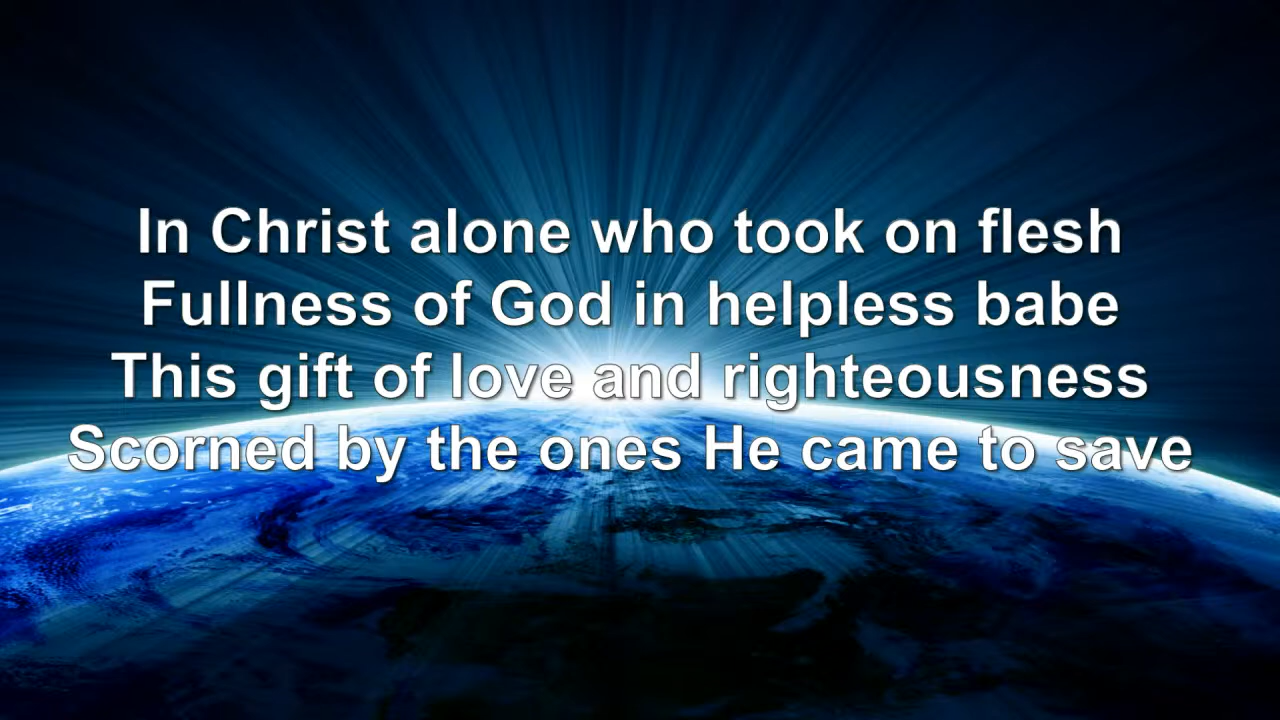 In Christ alone who took on flesh
Fullness of God in helpless babe
This gift of love and righteousness
Scorned by the ones He came to save